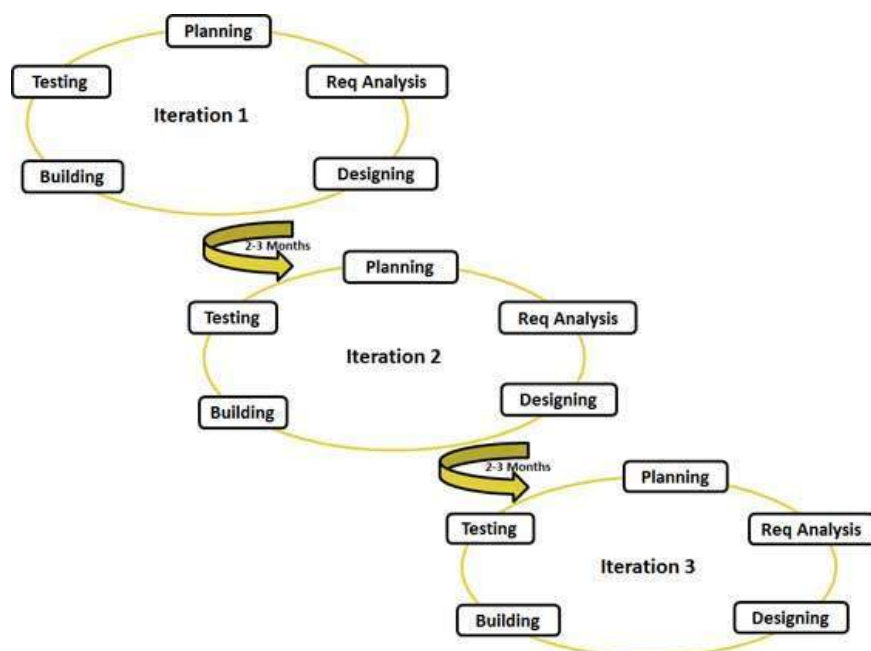 Planning
Testing
Req Analysis
Iteration 1
Building
Designing
2-3 Months
Planning
Testing
Req Analysis
Iteration 2
Designing
Building
2-3 Months
Planning
Testing
Req Analysis
Iteration 3
Building
Designing